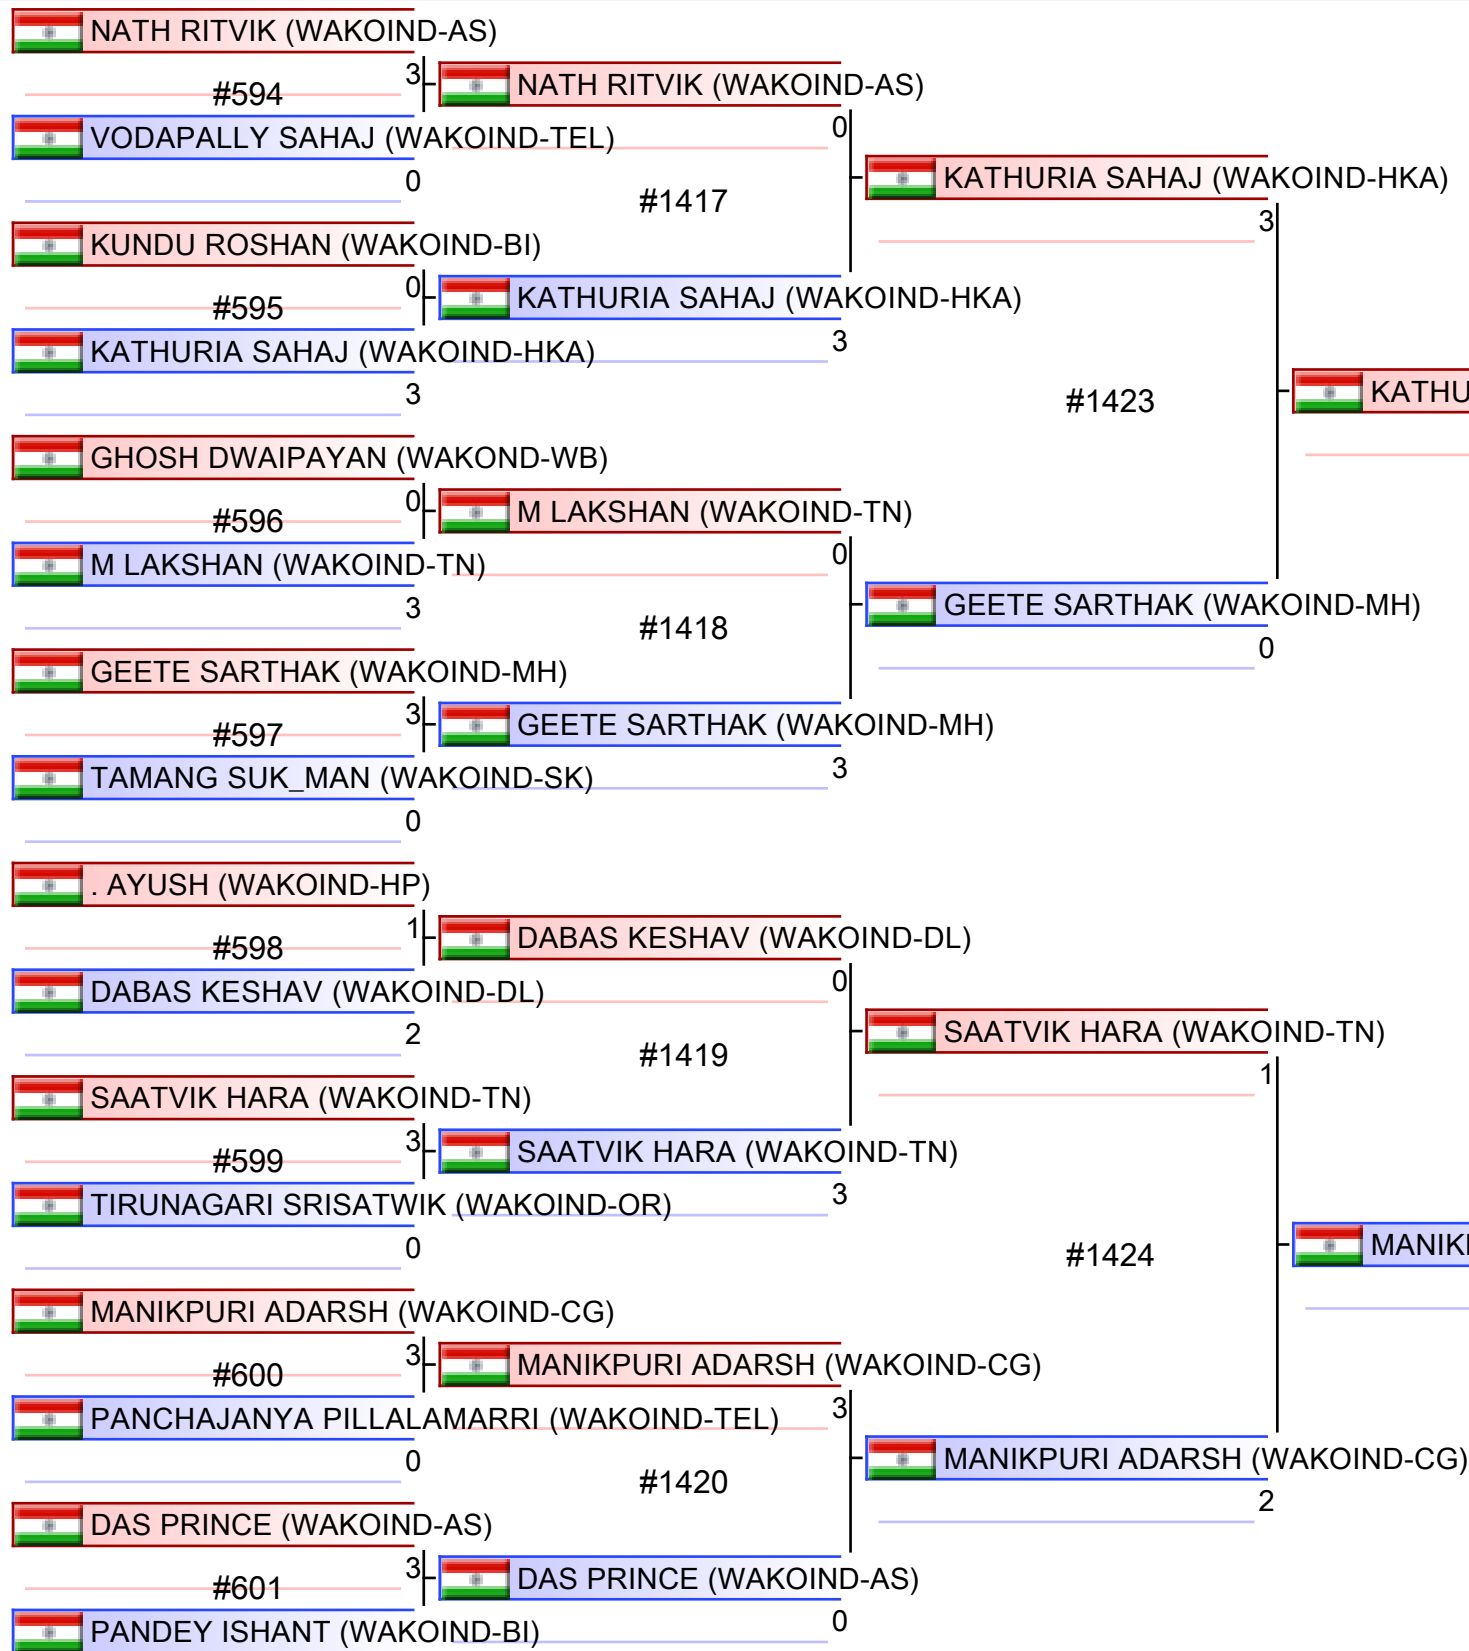 NATH RITVIK (WAKOIND-AS)
3
#594
NATH RITVIK (WAKOIND-AS)
0
VODAPALLY SAHAJ (WAKOIND-TEL)
0
#1417
KATHURIA SAHAJ (WAKOIND-HKA)
3
KUNDU ROSHAN (WAKOIND-BI)
0
#595
KATHURIA SAHAJ (WAKOIND-HKA)
3
KATHURIA SAHAJ (WAKOIND-HKA)
3
#1423
KATHU
GHOSH DWAIPAYAN (WAKOND-WB)
0
#596
M LAKSHAN (WAKOIND-TN)
0
M LAKSHAN (WAKOIND-TN)
3
#1418
GEETE SARTHAK (WAKOIND-MH)
0
GEETE SARTHAK (WAKOIND-MH)
3
#597
GEETE SARTHAK (WAKOIND-MH)
3
TAMANG SUK_MAN (WAKOIND-SK)
0
. AYUSH (WAKOIND-HP)
1
#598
DABAS KESHAV (WAKOIND-DL)
0
DABAS KESHAV (WAKOIND-DL)
2
#1419
SAATVIK HARA (WAKOIND-TN)
1
SAATVIK HARA (WAKOIND-TN)
3
#599
SAATVIK HARA (WAKOIND-TN)
3
TIRUNAGARI SRISATWIK (WAKOIND-OR)
0
#1424
MANIK
MANIKPURI ADARSH (WAKOIND-CG)
3
#600
MANIKPURI ADARSH (WAKOIND-CG)
3
PANCHAJANYA PILLALAMARRI (WAKOIND-TEL)
0
#1420
MANIKPURI ADARSH (WAKOIND-CG)
2
DAS PRINCE (WAKOIND-AS)
3
#601
DAS PRINCE (WAKOIND-AS)
0
PANDEY ISHANT (WAKOIND-BI)